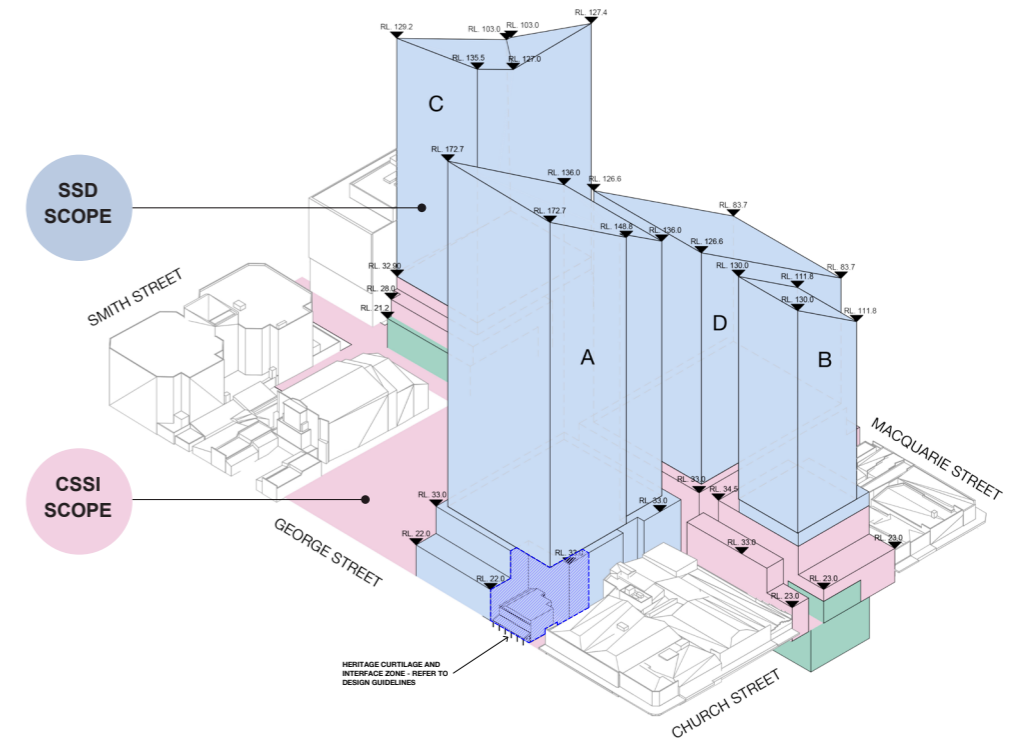 RL. 129.2
RL. 103.0
RL. 103.0
RL. 127.4
RL. 135.5
RL. 127.0
C
RL. 172.7
RL. 136.0
RL. 126.6
SSD
SCOPE
RL. 172.7
RL. 148.8
RL. 136.0
RL. 83.7
RL. 126.6
RL. 130.0
RL. 111.8
RL. 83.7
RL. 130.0
RL. 111.8
RL. 32.90
RL. 28.0
RL. 21.2
SMITH STREET
A
D
B
MACQUARIE STREET
CSSI
SCOPE
RL. 33.0
RL. 33.0
RL. 33.0
RL. 34.5
GEORGE STREET
RL. 22.0
RL. 33.0
RL. 23.0
RL. 22.0
RL. 23.0
RL. 23.0
HERITAGE CURTILAGE AND
INTERFACE ZONE - REFER TO
DESIGN GUIDELINES
CHURCH STREET